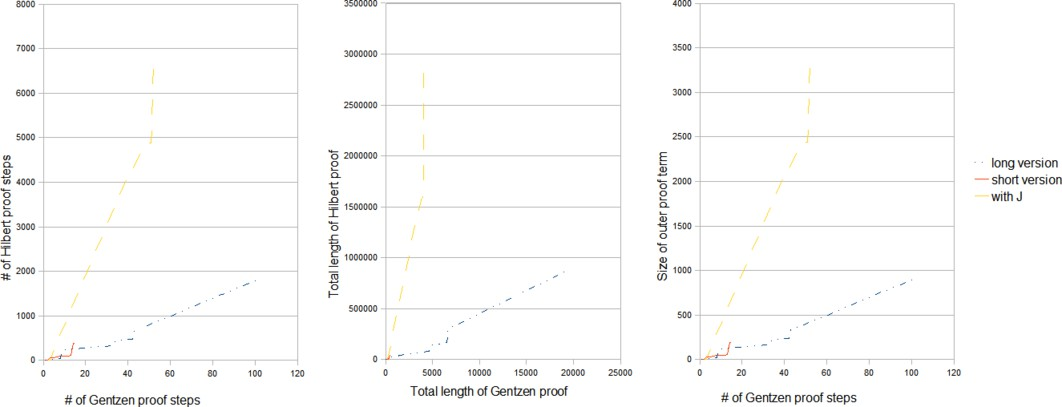 8000
7000
6000
5000
4000
3000
2000
1000
0
0 20 40 60 80 100 120
# of Hilbert proof steps
# of Gentzen proof steps
3500000
3000000
2500000
2000000
1500000
1000000
500000
0
0 5000 10000 15000 20000 25000
Total length of Hilbert proof
Total length of Gentzen proof
4000
3500
3000
2500
2000
1500
1000
500
0
0 20 40 60 80 100 120
Size of outer proof term
# of Gentzen proof steps
long version
short version
with J